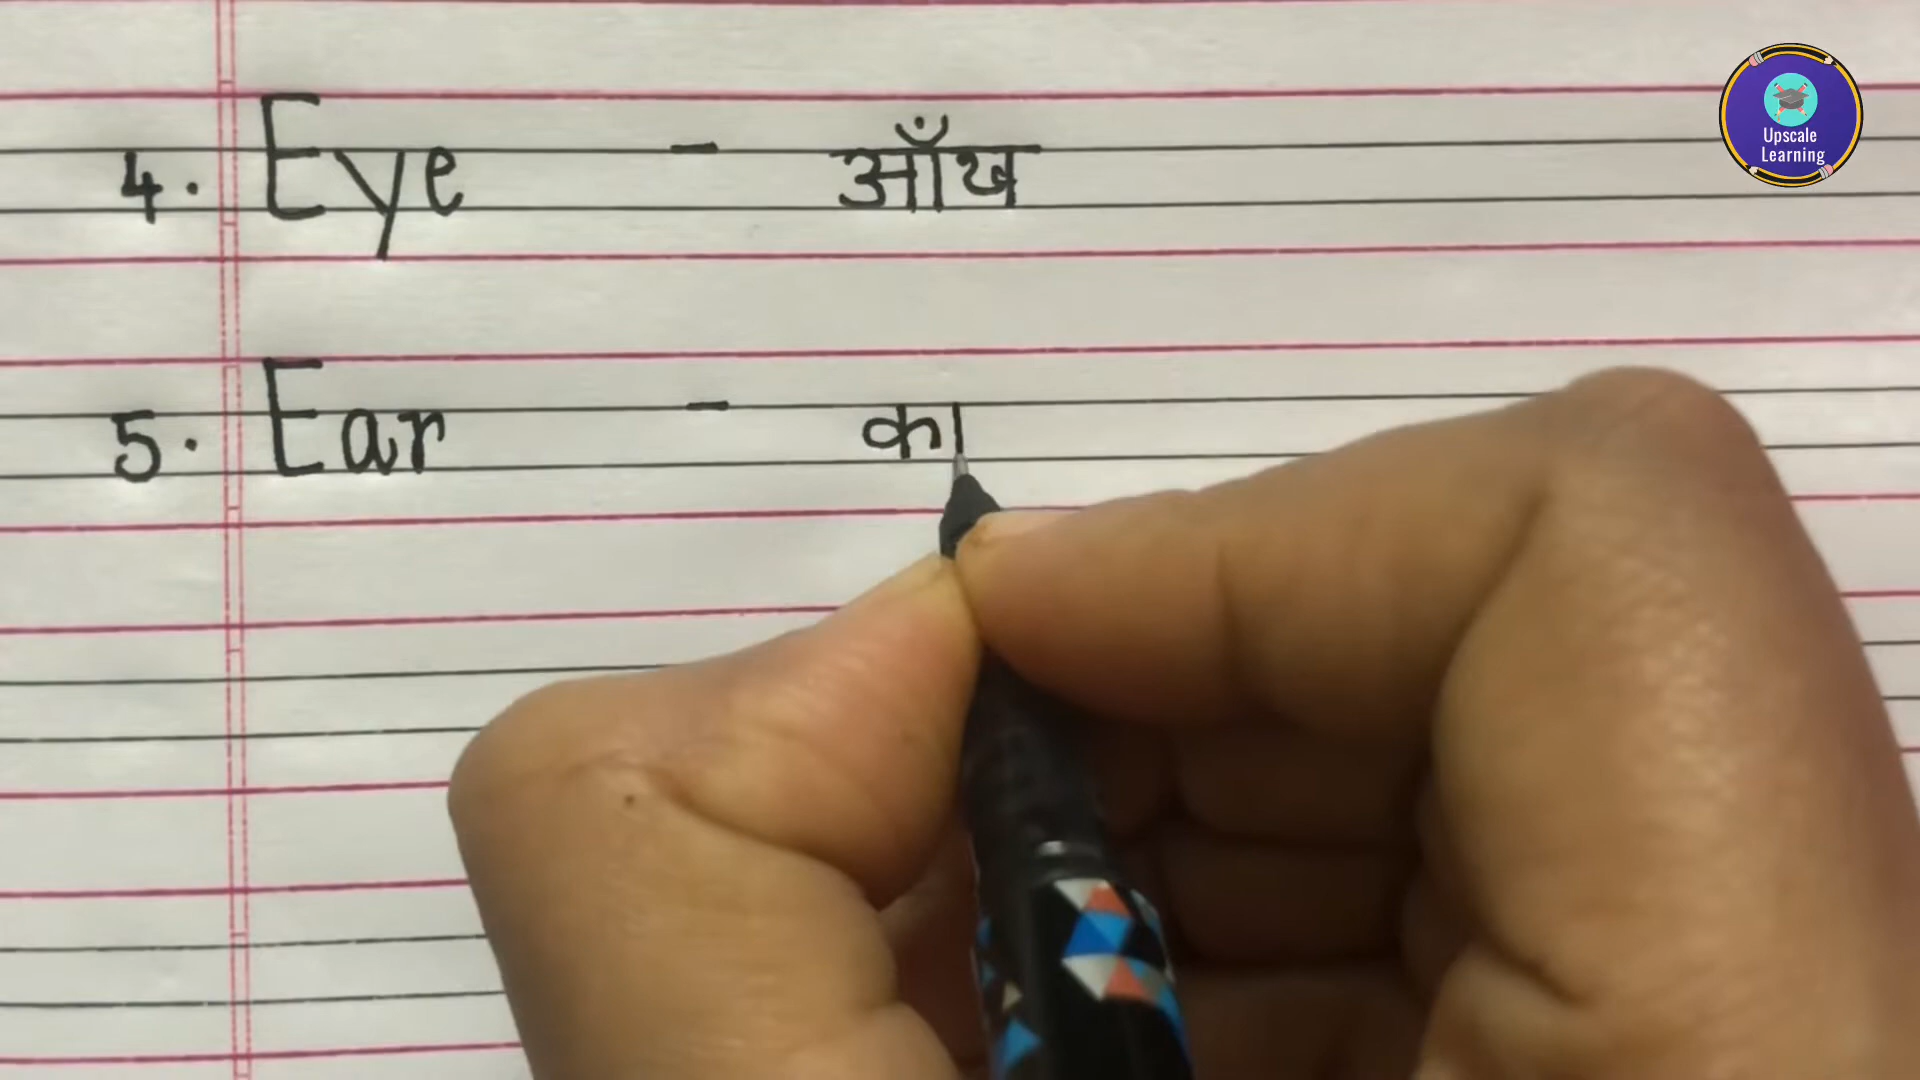 Upscale
Learning
4. Eye - आँख
5. Ear - का